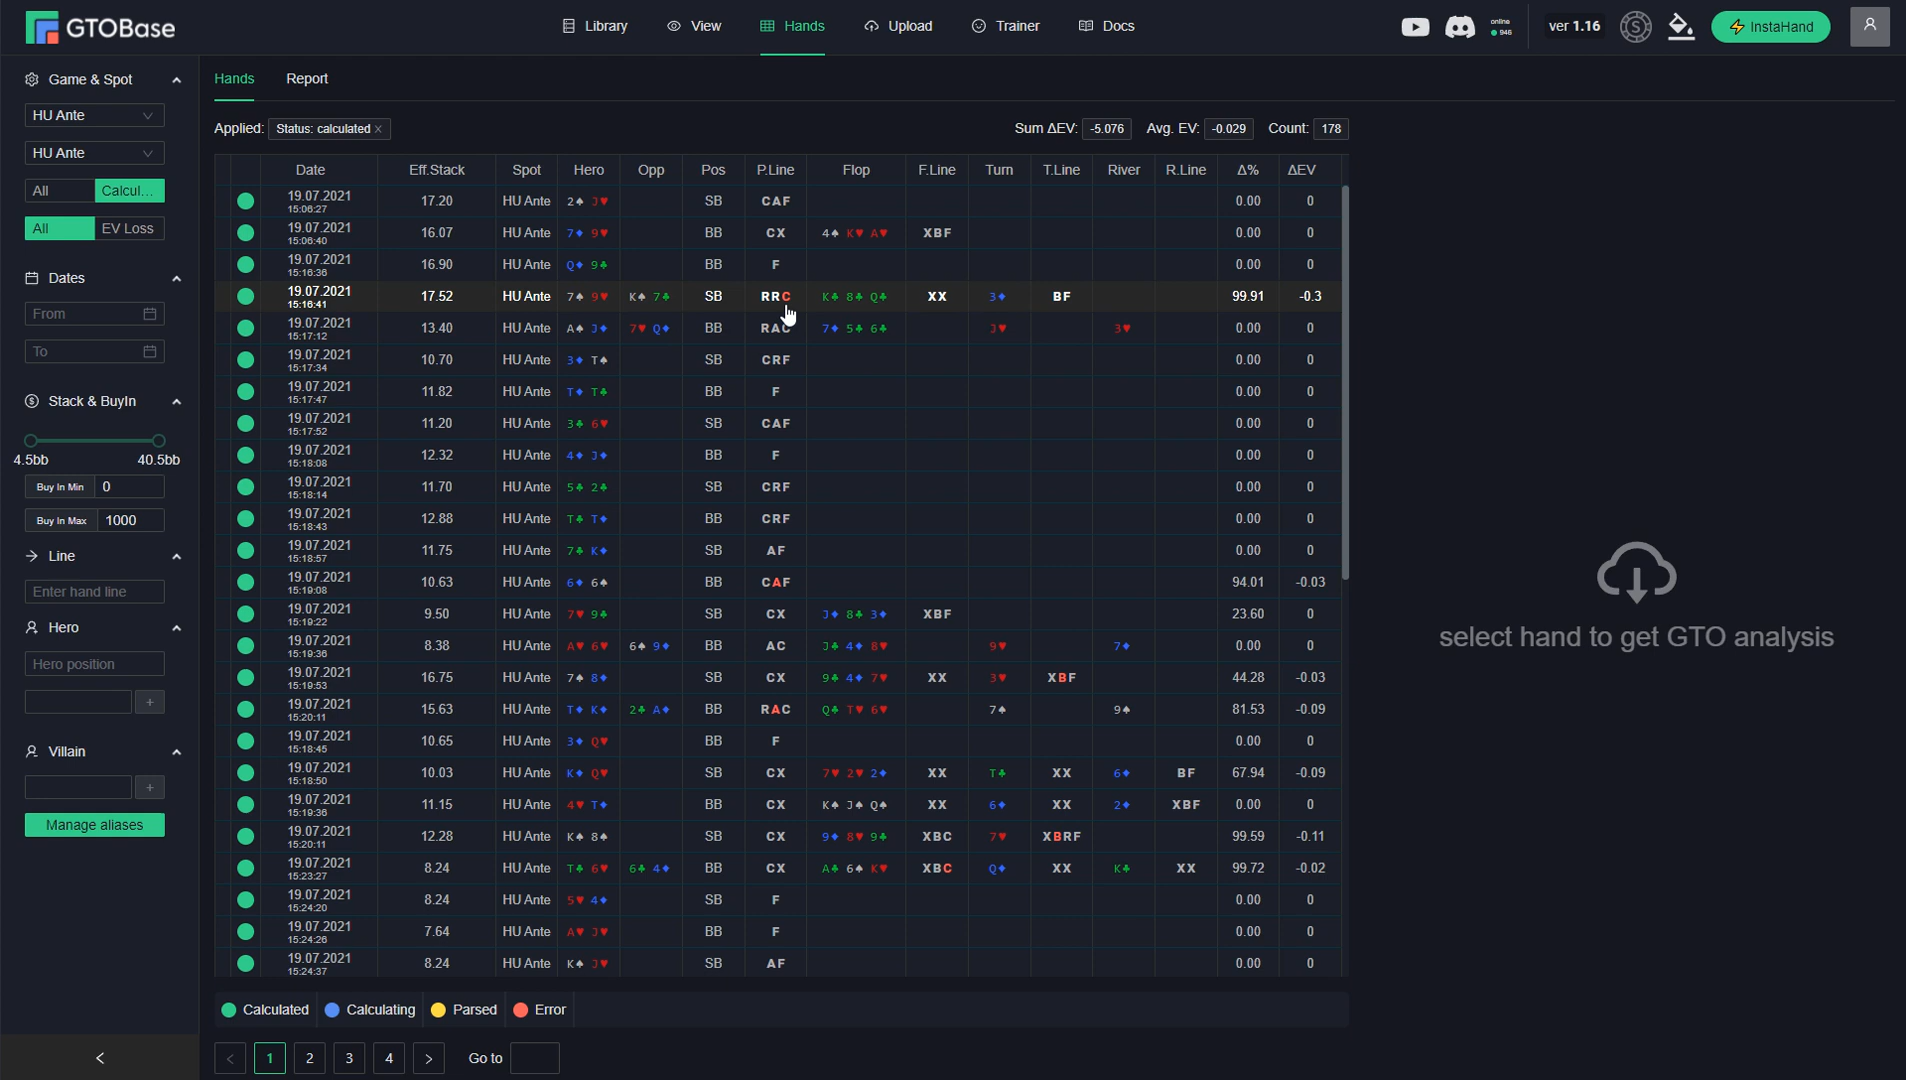 GTOBase
Library View Hands Upload Trainer Docs
online
946
ver 1.16
InstaHand
Game & Spot
HU Ante
HU Ante
All Calcul...
All EV Loss
Dates
From
To
Stack & BuyIn
4.5bb 40.5bb
Buy In Min 0
Buy In Max 1000
Line
Enter hand line
Hero
Hero position
+
Villain
+
Manage aliases
Hands Report
Applied: Status: calculated ×
Sum ΔEV: -5.076 Avg. EV: -0.029 Count: 178
Date Eff.Stack Spot Hero Opp Pos P.Line Flop F.Line Turn T.Line River R.Line Δ% ΔEV
19.07.2021 15:06:27 17.20 HU Ante 2♠ J♥ SB CAF 0.00 0
19.07.2021 15:06:40 16.07 HU Ante 7♦ 9♥ BB CX 4♠ K♥ A♥ XBF 0.00 0
19.07.2021 15:16:36 16.90 HU Ante Q♦ 9♣ BB F 0.00 0
19.07.2021 15:16:41 17.52 HU Ante 7♠ 9♥ K♠ 7♣ SB RRC K♣ 8♣ Q♣ XX 3♦ BF 99.91 -0.3
19.07.2021 15:17:12 13.40 HU Ante A♠ J♦ 7♥ Q♦ BB RAC 7♦ 5♣ 6♣ J♥ 3♥ 0.00 0
19.07.2021 15:17:34 10.70 HU Ante 3♦ T♠ SB CRF 0.00 0
19.07.2021 15:17:47 11.82 HU Ante T♦ T♣ BB F 0.00 0
19.07.2021 15:17:52 11.20 HU Ante 3♣ 6♥ SB CAF 0.00 0
19.07.2021 15:18:08 12.32 HU Ante 4♦ J♦ BB F 0.00 0
19.07.2021 15:18:14 11.70 HU Ante 5♣ 2♣ SB CRF 0.00 0
19.07.2021 15:18:43 12.88 HU Ante T♣ T♦ BB CRF 0.00 0
19.07.2021 15:18:57 11.75 HU Ante 7♣ K♦ SB AF 0.00 0
19.07.2021 15:19:08 10.63 HU Ante 6♦ 6♠ BB CAF 94.01 -0.03
19.07.2021 15:19:22 9.50 HU Ante 7♥ 9♣ SB CX J♦ 8♣ 3♦ XBF 23.60 0
19.07.2021 15:19:36 8.38 HU Ante A♥ 6♥ 6♠ 9♦ BB AC J♣ 4♦ 8♥ 9♥ 7♦ 0.00 0
19.07.2021 15:19:53 16.75 HU Ante 7♠ 8♦ SB CX 9♣ 4♦ 7♥ XX 3♥ XBF 44.28 -0.03
19.07.2021 15:20:11 15.63 HU Ante T♦ K♦ 2♣ A♦ BB RAC Q♣ T♥ 6♥ 7♠ 9♠ 81.53 -0.09
19.07.2021 15:18:45 10.65 HU Ante 3♦ Q♥ BB F 0.00 0
19.07.2021 15:18:50 10.03 HU Ante K♦ Q♥ SB CX 7♥ 2♥ 2♦ XX T♣ XX 6♦ BF 67.94 -0.09
19.07.2021 15:19:36 11.15 HU Ante 4♥ T♦ BB CX K♠ J♠ Q♠ XX 6♦ XX 2♦ XBF 0.00 0
19.07.2021 15:20:11 12.28 HU Ante K♠ 8♠ SB CX 9♦ 8♥ 9♣ XBC 7♥ XBRF 99.59 -0.11
19.07.2021 15:23:27 8.24 HU Ante T♣ 6♥ 6♣ 4♦ BB CX A♣ 6♠ K♥ XBC Q♦ XX K♣ XX 99.72 -0.02
19.07.2021 15:24:20 8.24 HU Ante 5♥ 4♦ SB F 0.00 0
19.07.2021 15:24:26 7.64 HU Ante A♥ J♥ BB F 0.00 0
19.07.2021 15:24:37 8.24 HU Ante K♠ J♥ SB AF 0.00 0
Calculated Calculating Parsed Error
< 1 2 3 4 > Go to
select hand to get GTO analysis